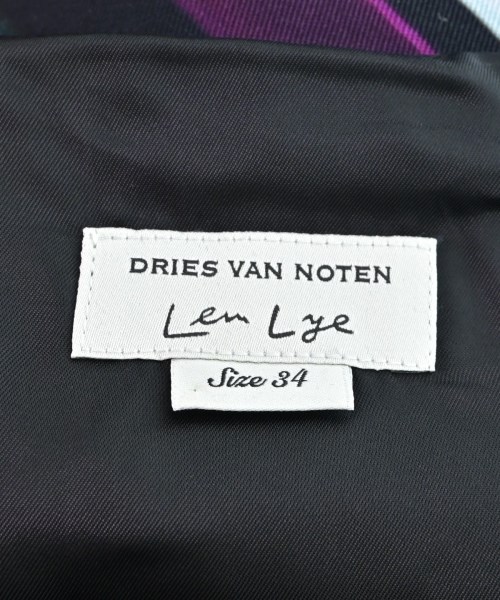 DRIES VAN NOTEN
Len Lye
Size 34